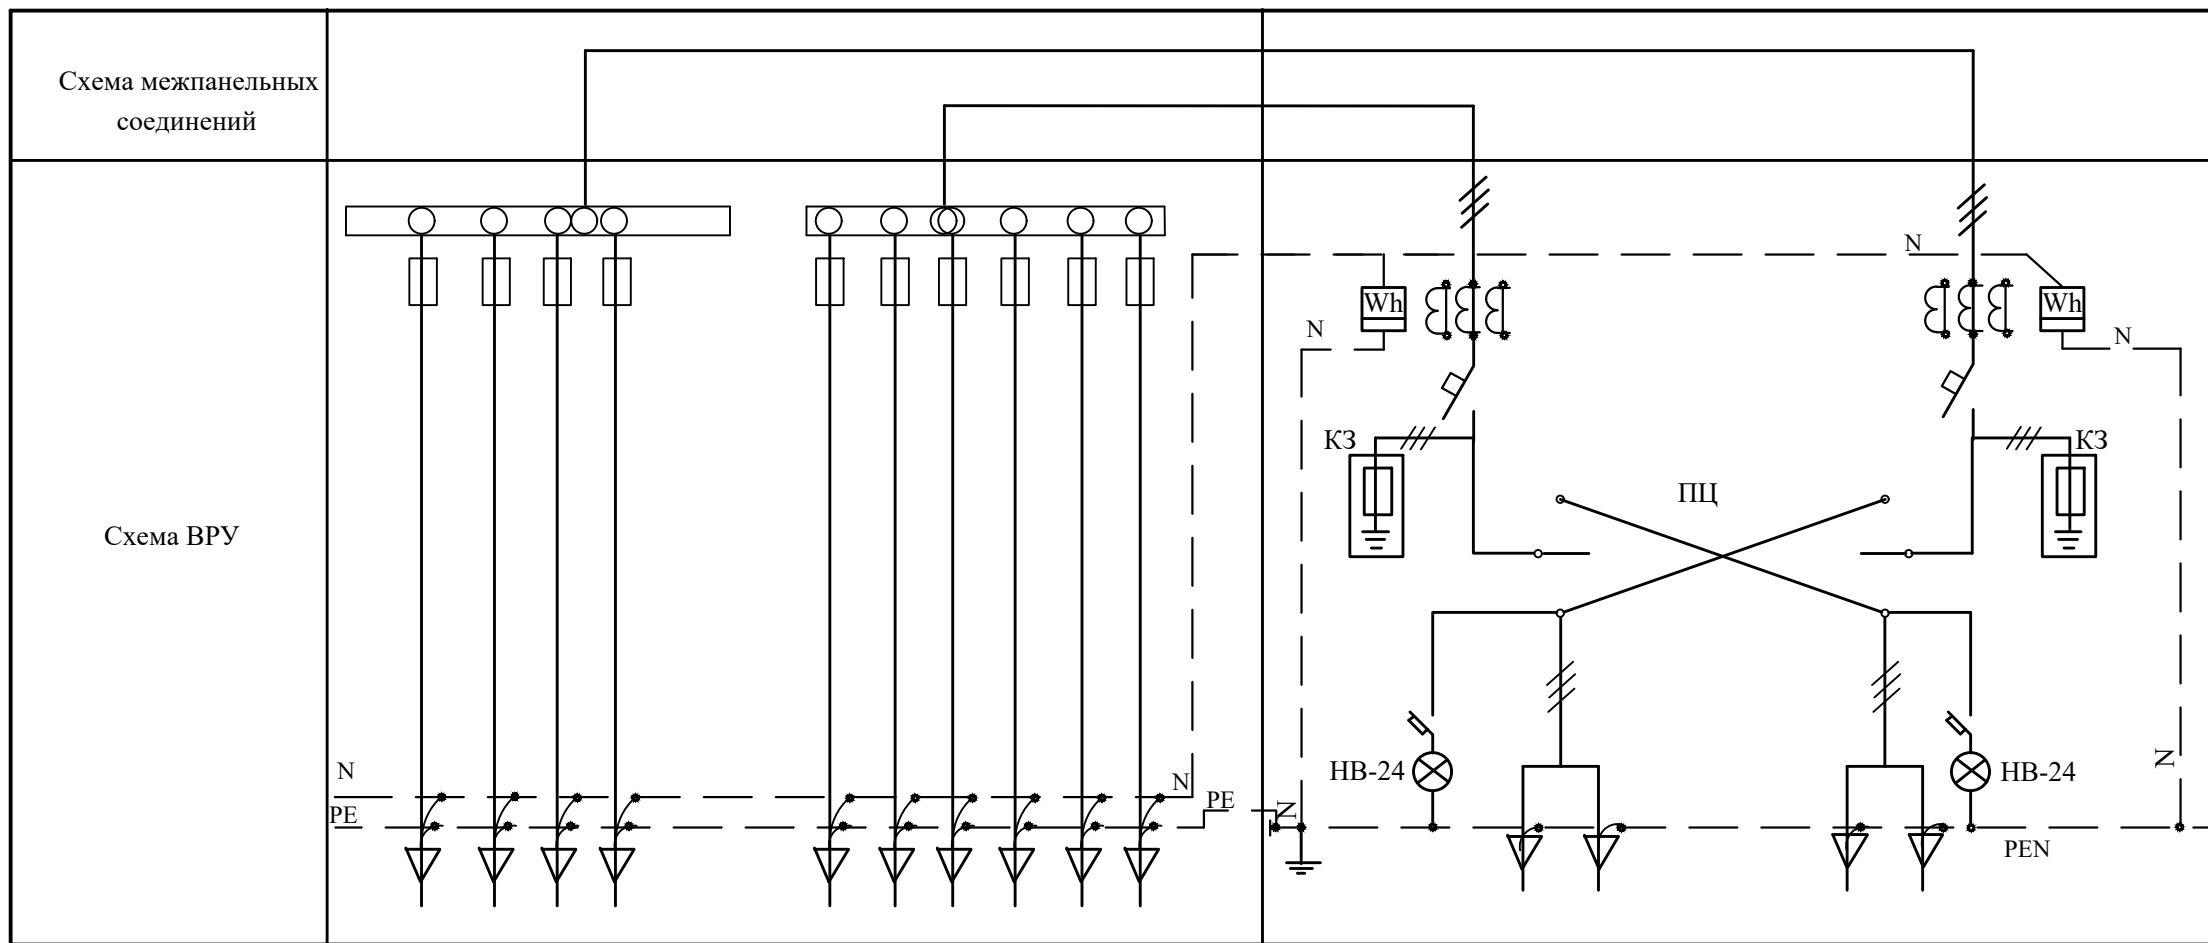 Схема межпанельных
соединений
N
Wh
Wh
N
N
КЗ
КЗ
ПЦ
Схема ВРУ
N
N
N
НВ-24
НВ-24
PE
PE
N
PEN